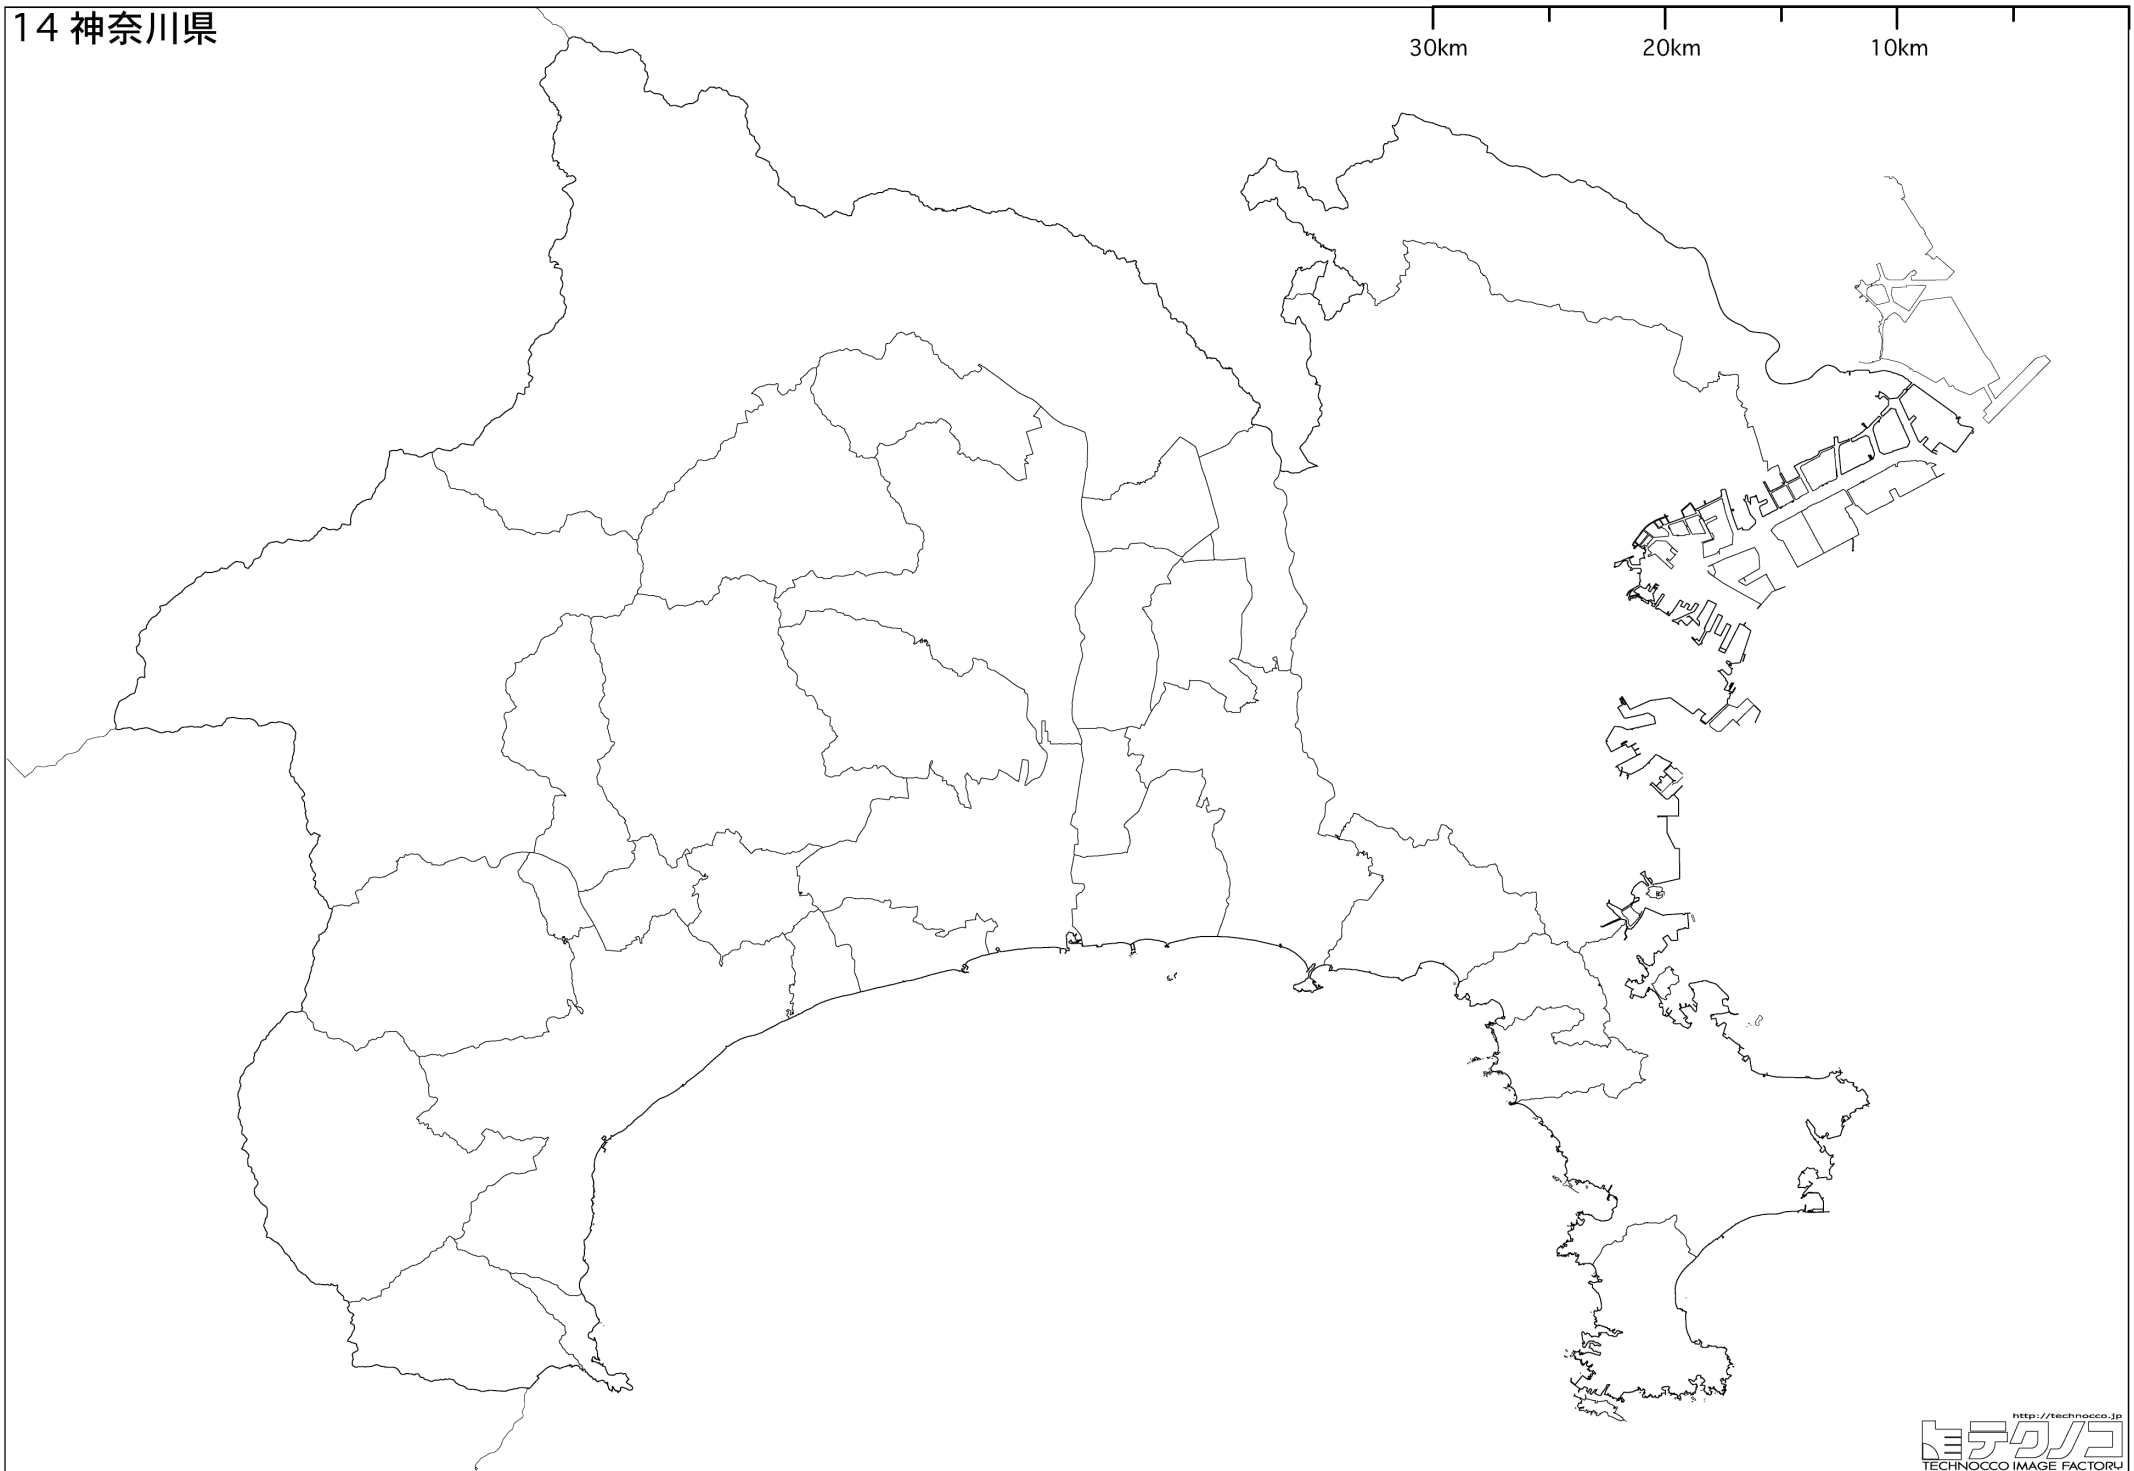 14 神奈川県
30km 20km 10km
http://technocco.jp
テクノコ
TECHNOCCO IMAGE FACTORY